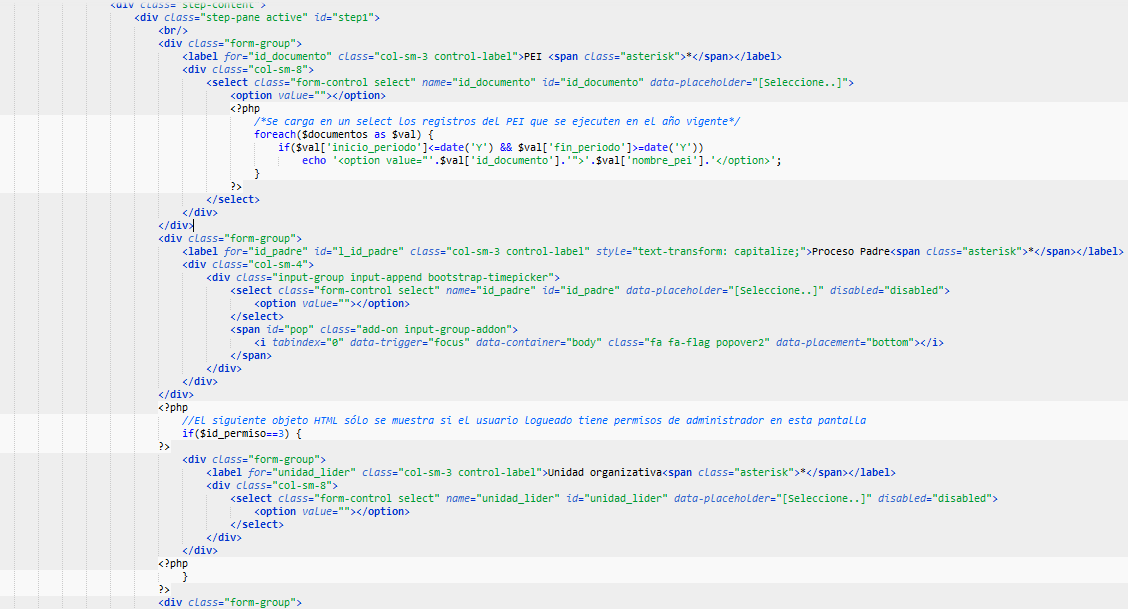 <div class="step-content">
<div class="step-pane active" id="step1">
<br/>
<div class="form-group">
<label for="id_documento" class="col-sm-3 control-label">PEI <span class="asterisk">*</span></label>
<div class="col-sm-8">
<select class="form-control select" name="id_documento" id="id_documento" data-placeholder="[Seleccione..]">
<option value=""></option>
<?php
/*Se carga en un select los registros del PEI que se ejecuten en el año vigente*/
foreach($documentos as $val) {
if($val['inicio_periodo']<=date('Y') && $val['fin_periodo']>=date('Y'))
echo '<option value="'.$val['id_documento'].'">'.$val['nombre_pei'].'</option>';
}
?>
</select>
</div>
</div>
<div class="form-group">
<label for="id_padre" id="l_id_padre" class="col-sm-3 control-label" style="text-transform: capitalize;">Proceso Padre<span class="asterisk">*</span></label>
<div class="col-sm-4">
<div class="input-group input-append bootstrap-timepicker">
<select class="form-control select" name="id_padre" id="id_padre" data-placeholder="[Seleccione..]" disabled="disabled">
<option value=""></option>
</select>
<span id="pop" class="add-on input-group-addon">
<i tabindex="0" data-trigger="focus" data-container="body" class="fa fa-flag popover2" data-placement="bottom"></i>
</span>
</div>
</div>
</div>
<?php
//El siguiente objeto HTML sólo se muestra si el usuario logueado tiene permisos de administrador en esta pantalla
if($id_permiso==3) {
?>
<div class="form-group">
<label for="unidad_lider" class="col-sm-3 control-label">Unidad organizativa<span class="asterisk">*</span></label>
<div class="col-sm-8">
<select class="form-control select" name="unidad_lider" id="unidad_lider" data-placeholder="[Seleccione..]" disabled="disabled">
<option value=""></option>
</select>
</div>
</div>
<?php
}
?>
<div class="form-group">